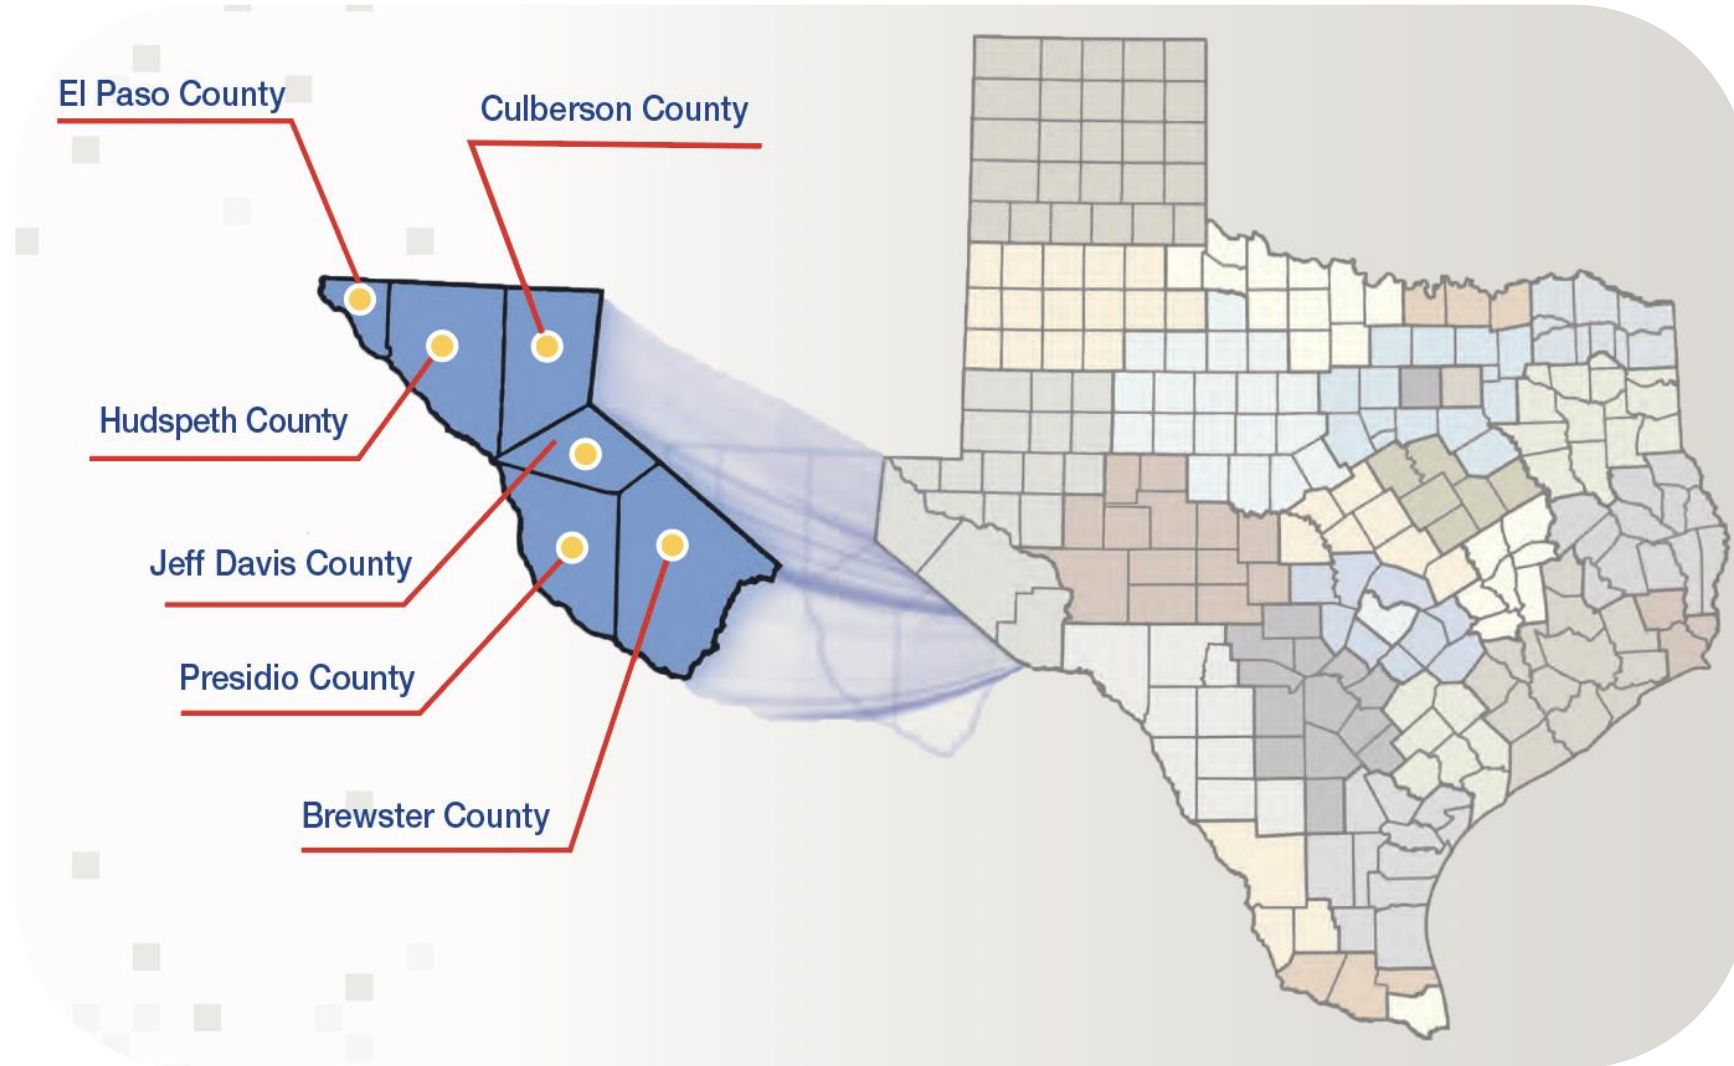 El Paso County
Culberson County
Hudspeth County
Jeff Davis County
Presidio County
Brewster County